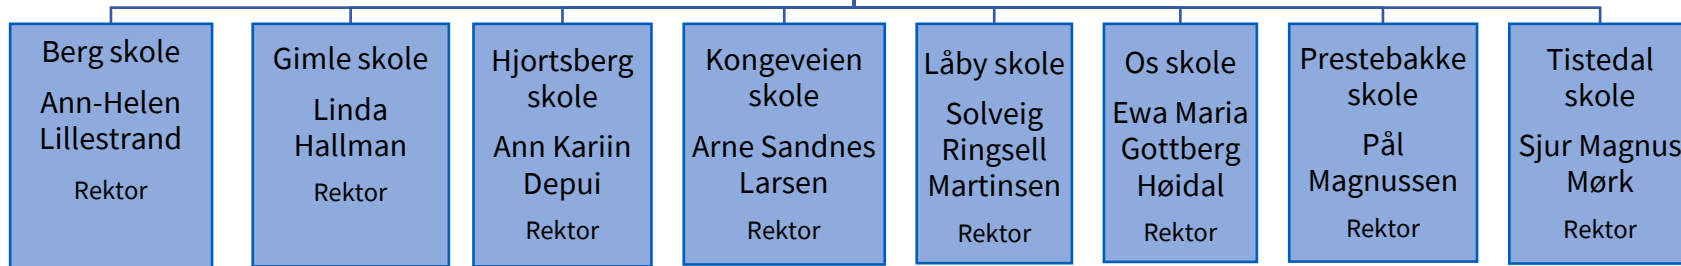 Berg skole
Ann-Helen
Lillestrand
Rektor
Gimle skole
Linda
Hallman
Rektor
Hjortsberg
skole
Ann Kariin
Depui
Rektor
Kongeveien
skole
Arne Sandnes
Larsen
Rektor
Låby skole
Solveig
Ringsell
Martinsen
Rektor
Os skole
Ewa Maria
Gottberg
Høidal
Rektor
Prestebakke
skole
Pål
Magnussen
Rektor
Tistedal
skole
Sjur Magnus
Mørk
Rektor